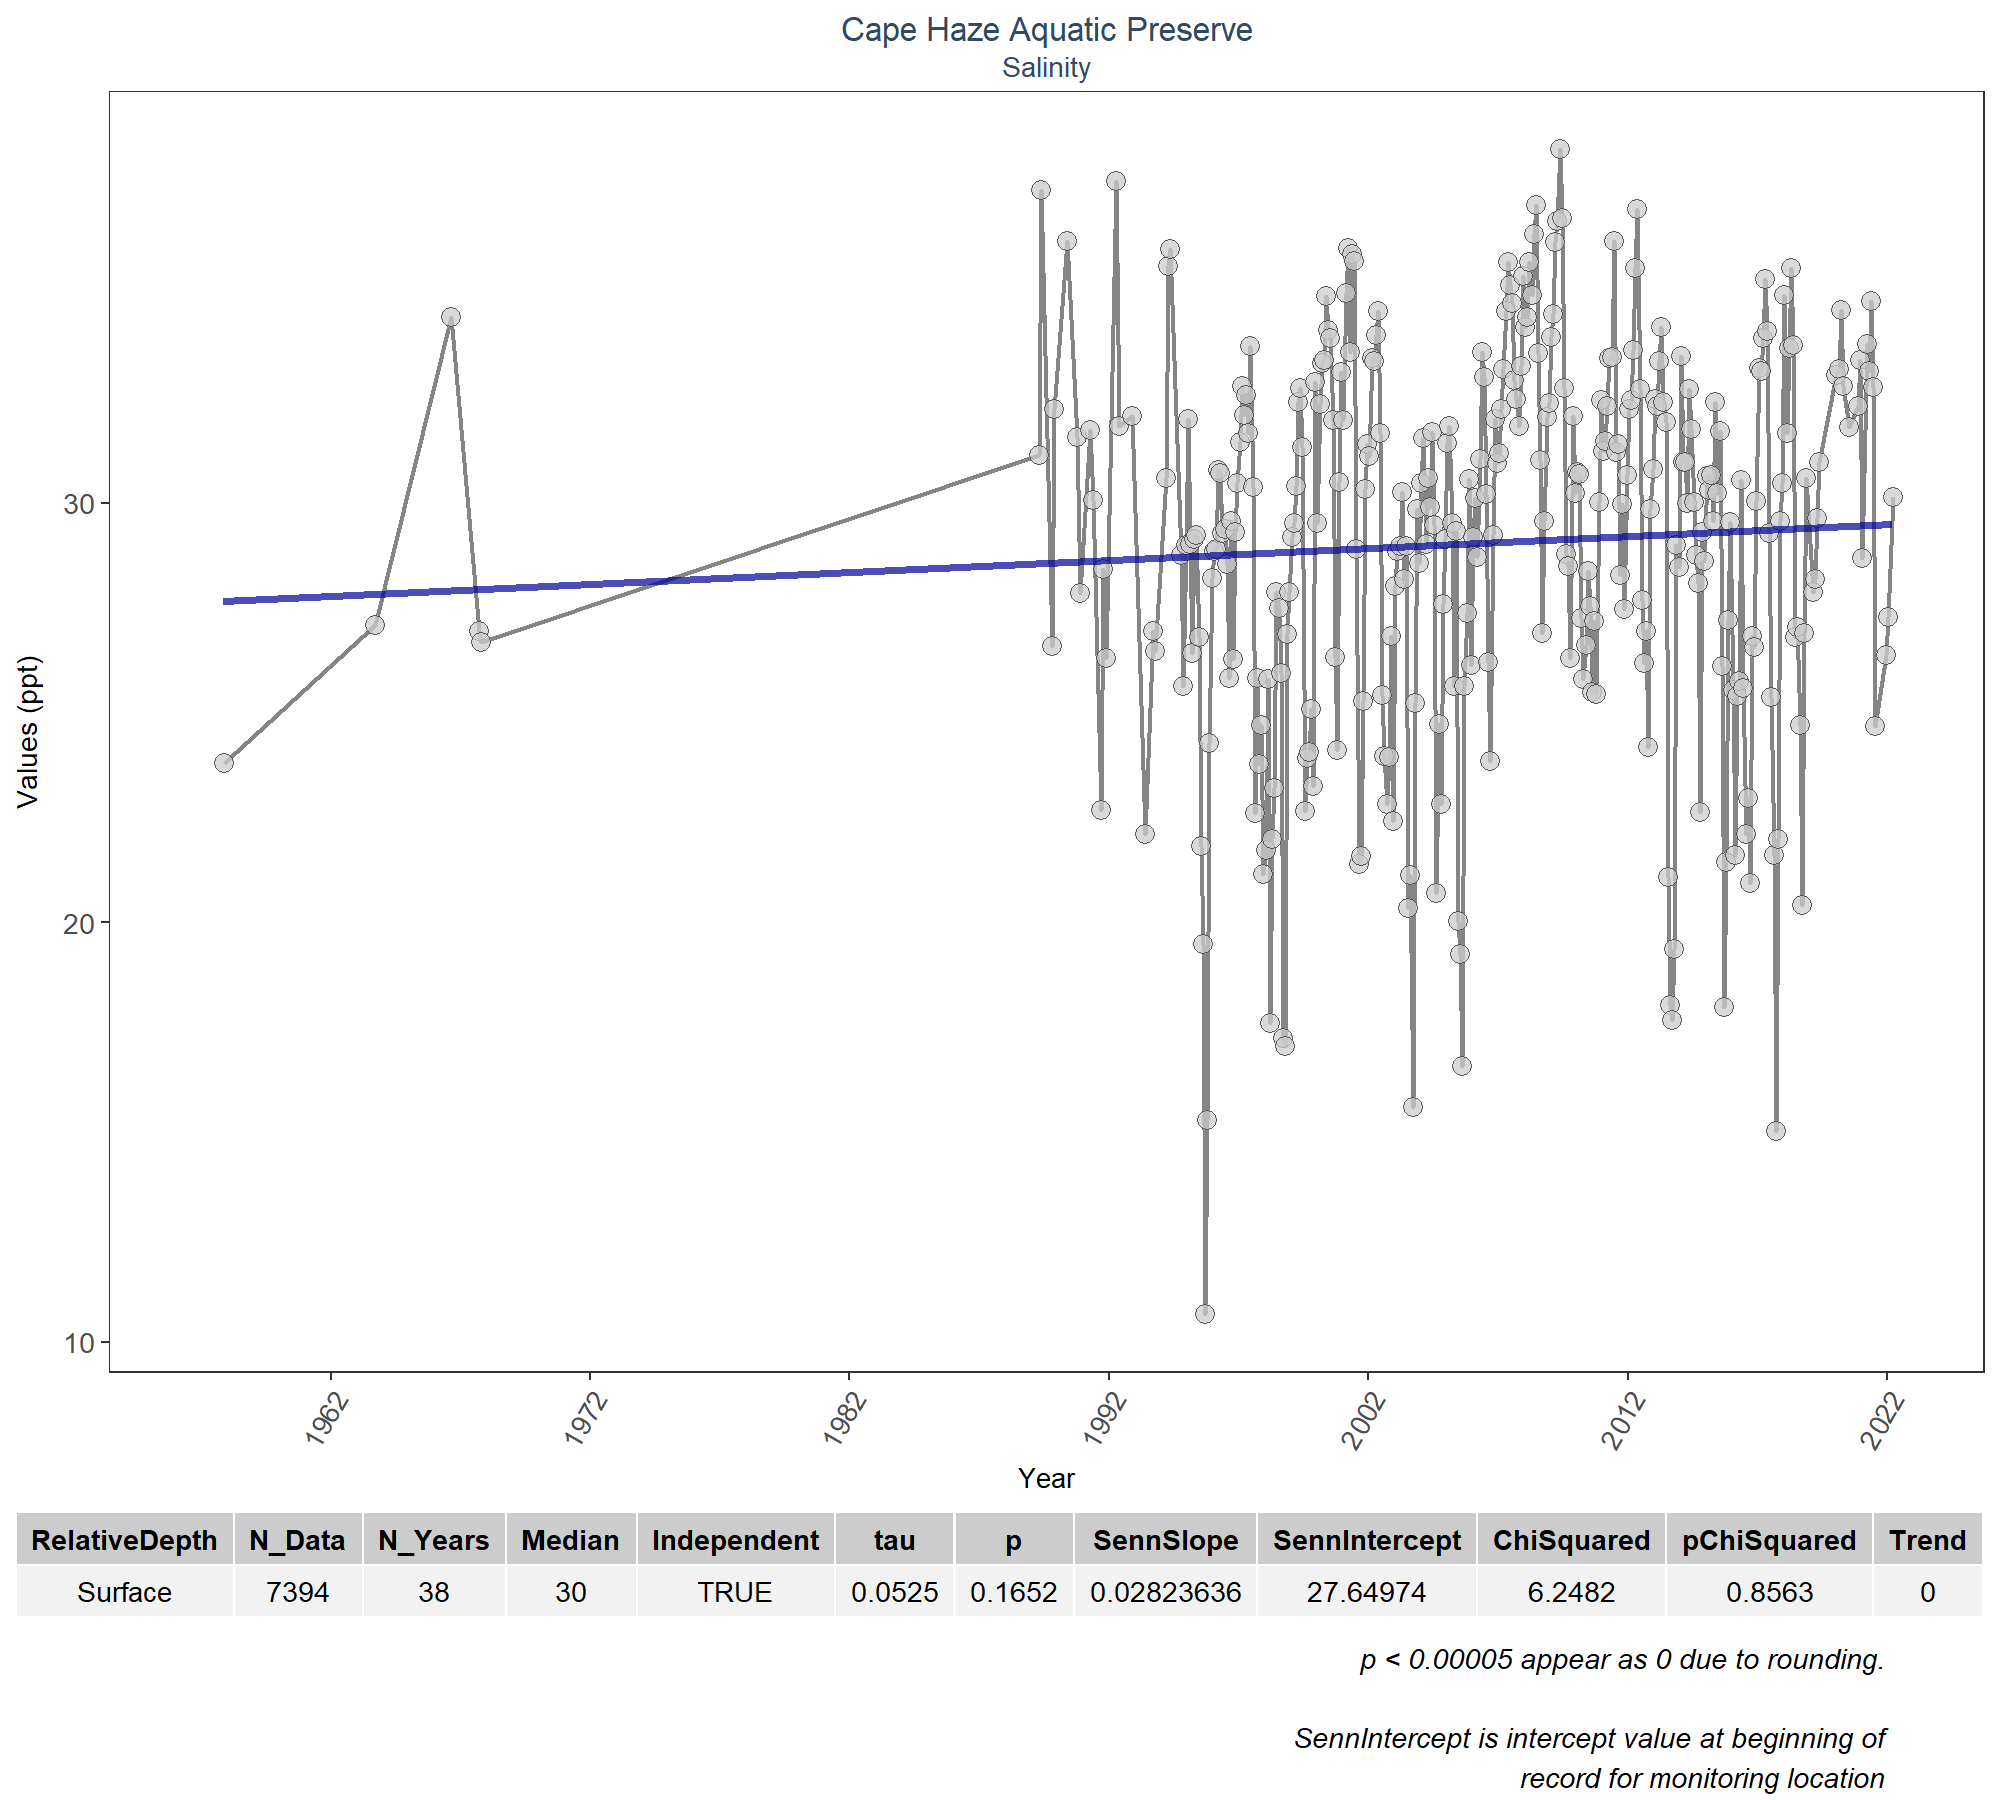 Cape Haze Aquatic Preserve
Salinity
Values (ppt)
30
20
10
1962 1972 1982 1992 2002 2012 2022
Year
RelativeDepth N_Data N_Years Median Independent tau p SennSlope SennIntercept ChiSquared pChiSquared Trend
Surface 7394 38 30 TRUE 0.0525 0.1652 0.02823636 27.64974 6.2482 0.8563 0
p < 0.00005 appear as 0 due to rounding.
SennIntercept is intercept value at beginning of
record for monitoring location